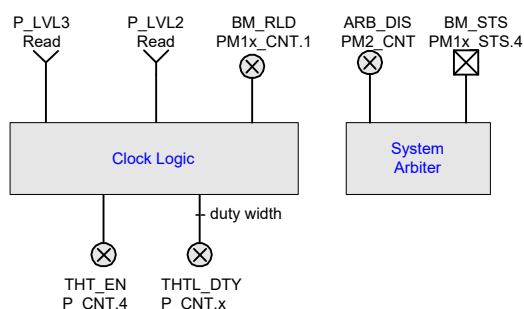 P_LVL3
Read
P_LVL2
Read
BM_RLD
PM1x_CNT.1
ARB_DIS
PM2_CNT
BM_STS
PM1x_STS.4
Clock Logic
System
Arbiter
duty width
THT_EN
P_CNT.4
THTL_DTY
P_CNT.x